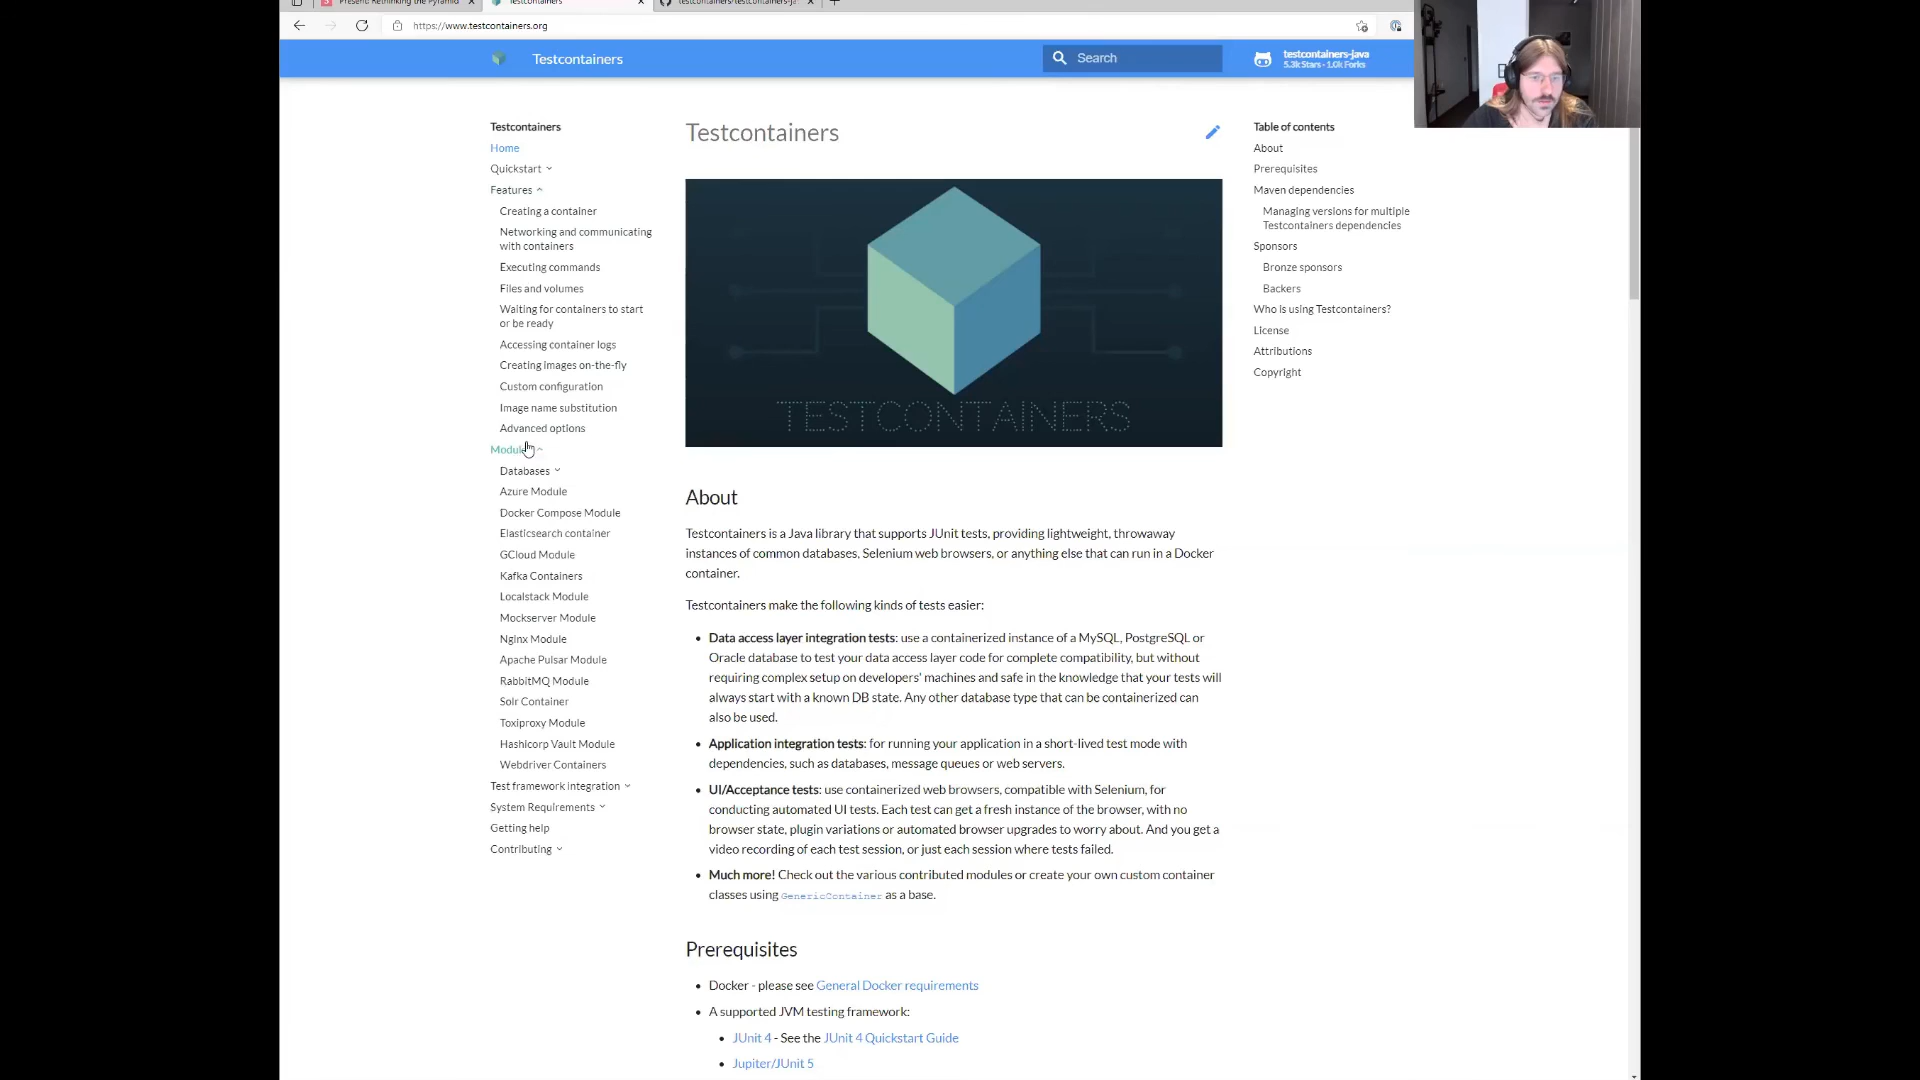 Present: Rethinking the Pyramid
Testcontainers
testcontainers/testcontainers-ja
https://www.testcontainers.org
Testcontainers
Search
testcontainers-java
5.3k Stars · 1.0k Forks
Testcontainers
Home
Quickstart
Features
Creating a container
Networking and communicating
with containers
Executing commands
Files and volumes
Waiting for containers to start
or be ready
Accessing container logs
Creating images on-the-fly
Custom configuration
Image name substitution
Advanced options
Modul
Databases
Azure Module
Docker Compose Module
Elasticsearch container
GCloud Module
Kafka Containers
Localstack Module
Mockserver Module
Nginx Module
Apache Pulsar Module
RabbitMQ Module
Solr Container
Toxiproxy Module
Hashicorp Vault Module
Webdriver Containers
Test framework integration
System Requirements
Getting help
Contributing
Testcontainers
TESTCONTAINERS
About
Testcontainers is a Java library that supports JUnit tests, providing lightweight, throwaway
instances of common databases, Selenium web browsers, or anything else that can run in a Docker
container.
Testcontainers make the following kinds of tests easier:
• Data access layer integration tests: use a containerized instance of a MySQL, PostgreSQL or
Oracle database to test your data access layer code for complete compatibility, but without
requiring complex setup on developers' machines and safe in the knowledge that your tests will
always start with a known DB state. Any other database type that can be containerized can
also be used.
• Application integration tests: for running your application in a short-lived test mode with
dependencies, such as databases, message queues or web servers.
• UI/Acceptance tests: use containerized web browsers, compatible with Selenium, for
conducting automated UI tests. Each test can get a fresh instance of the browser, with no
browser state, plugin variations or automated browser upgrades to worry about. And you get a
video recording of each test session, or just each session where tests failed.
• Much more! Check out the various contributed modules or create your own custom container
classes using GenericContainer as a base.
Prerequisites
• Docker - please see General Docker requirements
• A supported JVM testing framework:
• JUnit 4 - See the JUnit 4 Quickstart Guide
• Jupiter/JUnit 5
Table of contents
About
Prerequisites
Maven dependencies
Managing versions for multiple
Testcontainers dependencies
Sponsors
Bronze sponsors
Backers
Who is using Testcontainers?
License
Attributions
Copyright